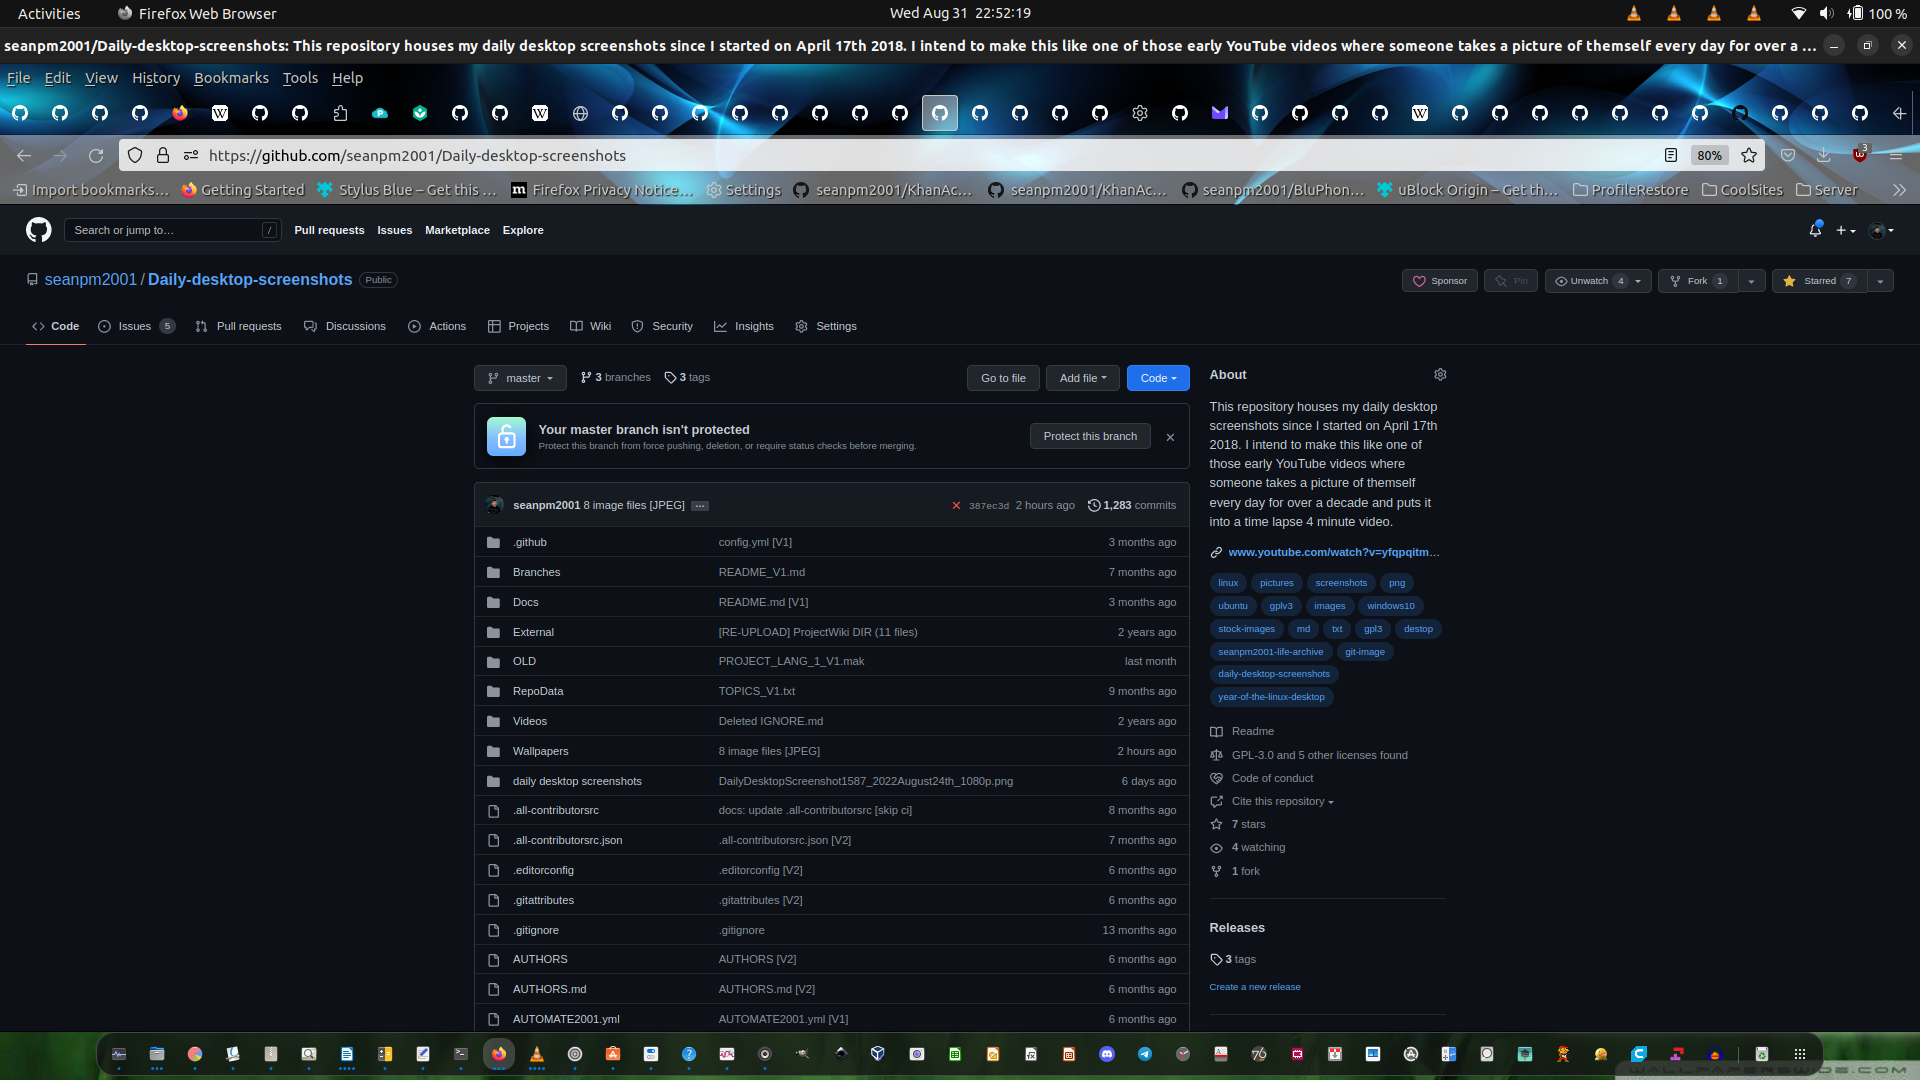 Activities Firefox Web Browser Wed Aug 31 22:52:19 100 %
seanpm2001/Daily-desktop-screenshots: This repository houses my daily desktop screenshots since I started on April 17th 2018. I intend to make this like one of those early YouTube videos where someone takes a picture of themself every day for over a ...
File Edit View History Bookmarks Tools Help
https://github.com/seanpm2001/Daily-desktop-screenshots 80% 3
Import bookmarks... Getting Started Stylus Blue – Get this ... Firefox Privacy Notice... Settings seanpm2001/KhanAc... seanpm2001/KhanAc... seanpm2001/BluPhon... uBlock Origin – Get th... ProfileRestore CoolSites Server
Search or jump to... / Pull requests Issues Marketplace Explore
seanpm2001 / Daily-desktop-screenshots Public Sponsor Pin Unwatch 4 Fork 1 Starred 7
Code Issues 5 Pull requests Discussions Actions Projects Wiki Security Insights Settings
master 3 branches 3 tags Go to file Add file Code
Your master branch isn't protected
Protect this branch from force pushing, deletion, or require status checks before merging.
Protect this branch
seanpm2001 8 image files [JPEG] ... 387ec3d 2 hours ago 1,283 commits
.github config.yml [V1] 3 months ago
Branches README_V1.md 7 months ago
Docs README.md [V1] 3 months ago
External [RE-UPLOAD] ProjectWiki DIR (11 files) 2 years ago
OLD PROJECT_LANG_1_V1.mak last month
RepoData TOPICS_V1.txt 9 months ago
Videos Deleted IGNORE.md 2 years ago
Wallpapers 8 image files [JPEG] 2 hours ago
daily desktop screenshots DailyDesktopScreenshot1587_2022August24th_1080p.png 6 days ago
.all-contributorsrc docs: update .all-contributorsrc [skip ci] 8 months ago
.all-contributorsrc.json .all-contributorsrc.json [V2] 7 months ago
.editorconfig .editorconfig [V2] 6 months ago
.gitattributes .gitattributes [V2] 6 months ago
.gitignore .gitignore 13 months ago
AUTHORS AUTHORS [V2] 6 months ago
AUTHORS.md AUTHORS.md [V2] 6 months ago
AUTOMATE2001.yml AUTOMATE2001.yml [V1] 6 months ago
About
This repository houses my daily desktop
screenshots since I started on April 17th
2018. I intend to make this like one of
those early YouTube videos where
someone takes a picture of themself
every day for over a decade and puts it
into a time lapse 4 minute video.
www.youtube.com/watch?v=yfqpqitm...
linux pictures screenshots png
ubuntu gplv3 images windows10
stock-images md txt gpl3 destop
seanpm2001-life-archive git-image
daily-desktop-screenshots
year-of-the-linux-desktop
Readme
GPL-3.0 and 5 other licenses found
Code of conduct
Cite this repository
7 stars
4 watching
1 fork
Releases
3 tags
Create a new release
WALLPAPERSWIDE.COM